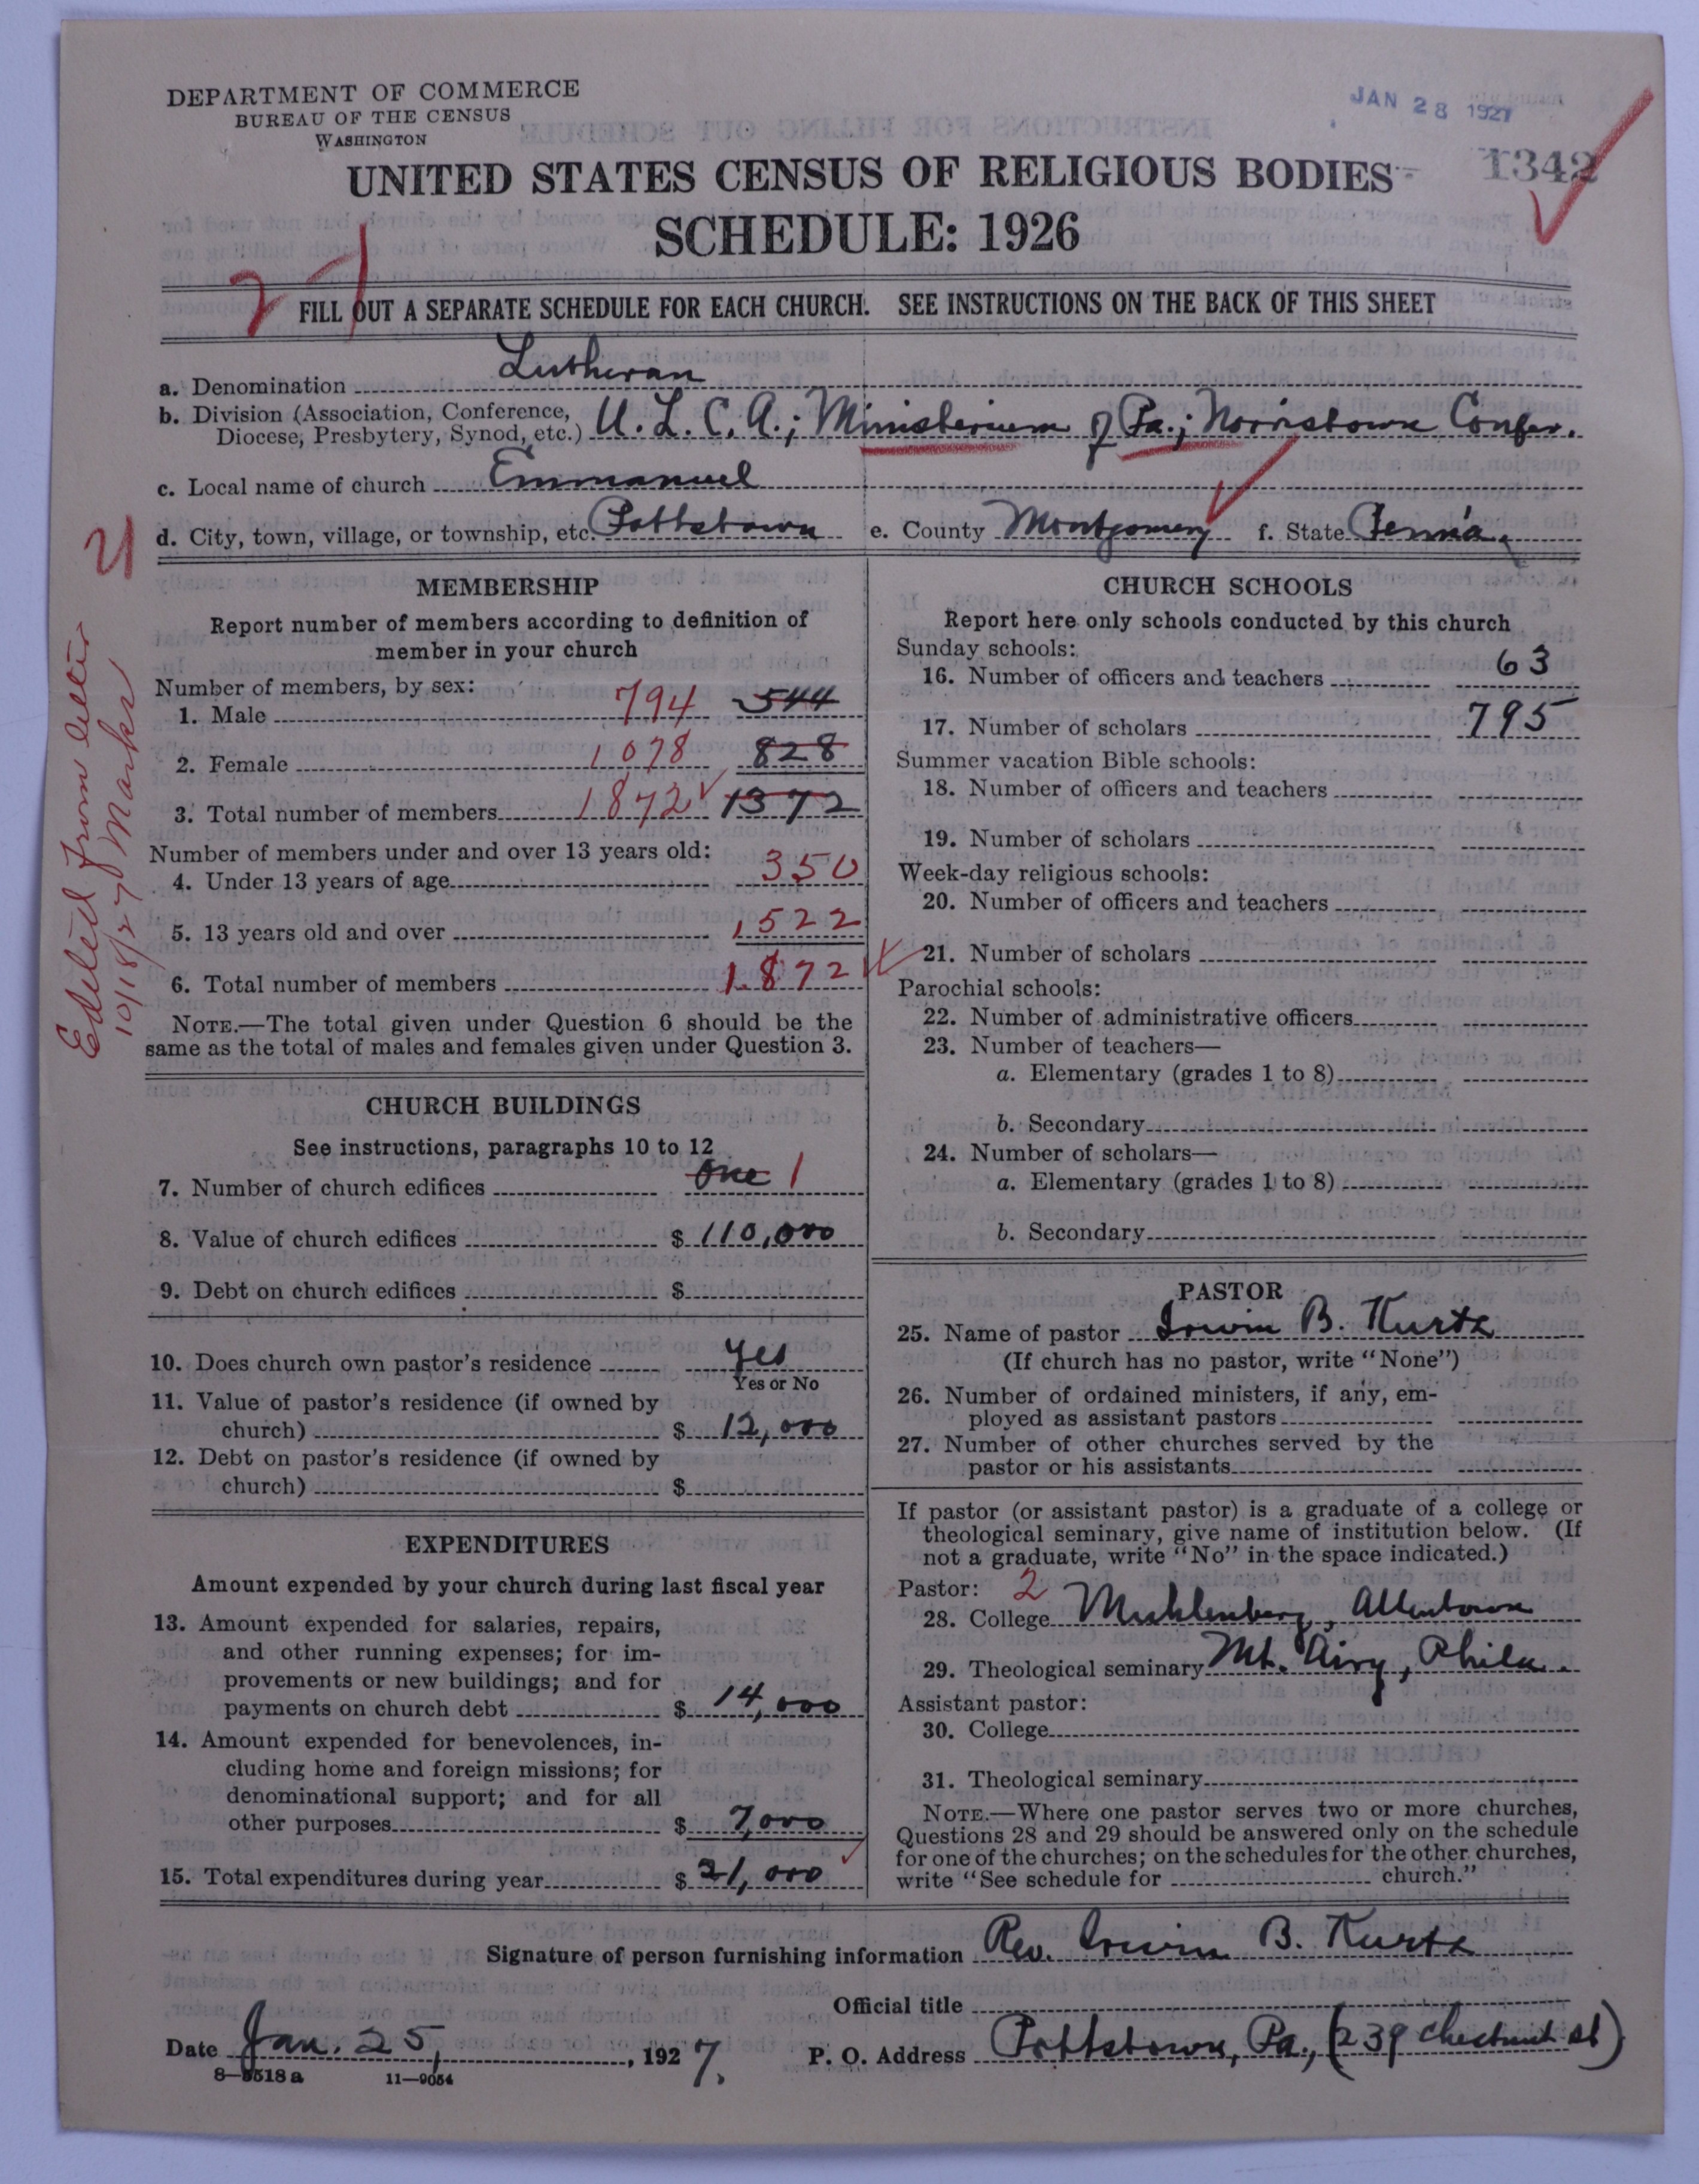 DEPARTMENT OF COMMERCE
BUREAU OF THE CENSUS
WASHINGTON
JAN 28 1927
1342
UNITED STATES CENSUS OF RELIGIOUS BODIES
SCHEDULE: 1926
FILL OUT A SEPARATE SCHEDULE FOR EACH CHURCH. SEE INSTRUCTIONS ON THE BACK OF THIS SHEET
a. Denomination Lutheran
b. Division (Association, Conference, Diocese, Presbytery, Synod, etc.) U.L.C.A.; Ministerium of Pa.; Norristown Confer.
c. Local name of church Emmanuel
d. City, town, village, or township, etc. Pottstown e. County Montgomery f. State Penn'a.
Edited from letter
10/18/27 Marks
MEMBERSHIP
Report number of members according to definition of
member in your church
Number of members, by sex:
1. Male 794 544
2. Female 1078 828
3. Total number of members 1872 1372
Number of members under and over 13 years old:
4. Under 13 years of age 350
5. 13 years old and over 1522
6. Total number of members 1872
NOTE.—The total given under Question 6 should be the
same as the total of males and females given under Question 3.
CHURCH BUILDINGS
See instructions, paragraphs 10 to 12
7. Number of church edifices One 1
8. Value of church edifices $ 110,000
9. Debt on church edifices $
10. Does church own pastor's residence Yes
Yes or No
11. Value of pastor's residence (if owned by
church) $ 12,000
12. Debt on pastor's residence (if owned by
church) $
EXPENDITURES
Amount expended by your church during last fiscal year
13. Amount expended for salaries, repairs,
and other running expenses; for im-
provements or new buildings; and for
payments on church debt $ 14,000
14. Amount expended for benevolences, in-
cluding home and foreign missions; for
denominational support; and for all
other purposes $ 7,000
15. Total expenditures during year $ 21,000
CHURCH SCHOOLS
Report here only schools conducted by this church
Sunday schools:
16. Number of officers and teachers 63
17. Number of scholars 795
Summer vacation Bible schools:
18. Number of officers and teachers
19. Number of scholars
Week-day religious schools:
20. Number of officers and teachers
21. Number of scholars
Parochial schools:
22. Number of administrative officers
23. Number of teachers—
a. Elementary (grades 1 to 8)
b. Secondary
24. Number of scholars—
a. Elementary (grades 1 to 8)
b. Secondary
PASTOR
25. Name of pastor Irwin B. Kurtz
(If church has no pastor, write "None")
26. Number of ordained ministers, if any, em-
ployed as assistant pastors
27. Number of other churches served by the
pastor or his assistants
If pastor (or assistant pastor) is a graduate of a college or
theological seminary, give name of institution below. (If
not a graduate, write "No" in the space indicated.)
Pastor: 2
28. College Muhlenberg, Allentown
29. Theological seminary Mt. Airy, Phila.
Assistant pastor:
30. College
31. Theological seminary
NOTE.—Where one pastor serves two or more churches,
Questions 28 and 29 should be answered only on the schedule
for one of the churches; on the schedules for the other churches,
write "See schedule for church."
Signature of person furnishing information Rev. Irwin B. Kurtz
Official title
Date Jan. 25, 1927. P. O. Address Pottstown, Pa., (239 Chestnut St)
8—5518a 11—9054